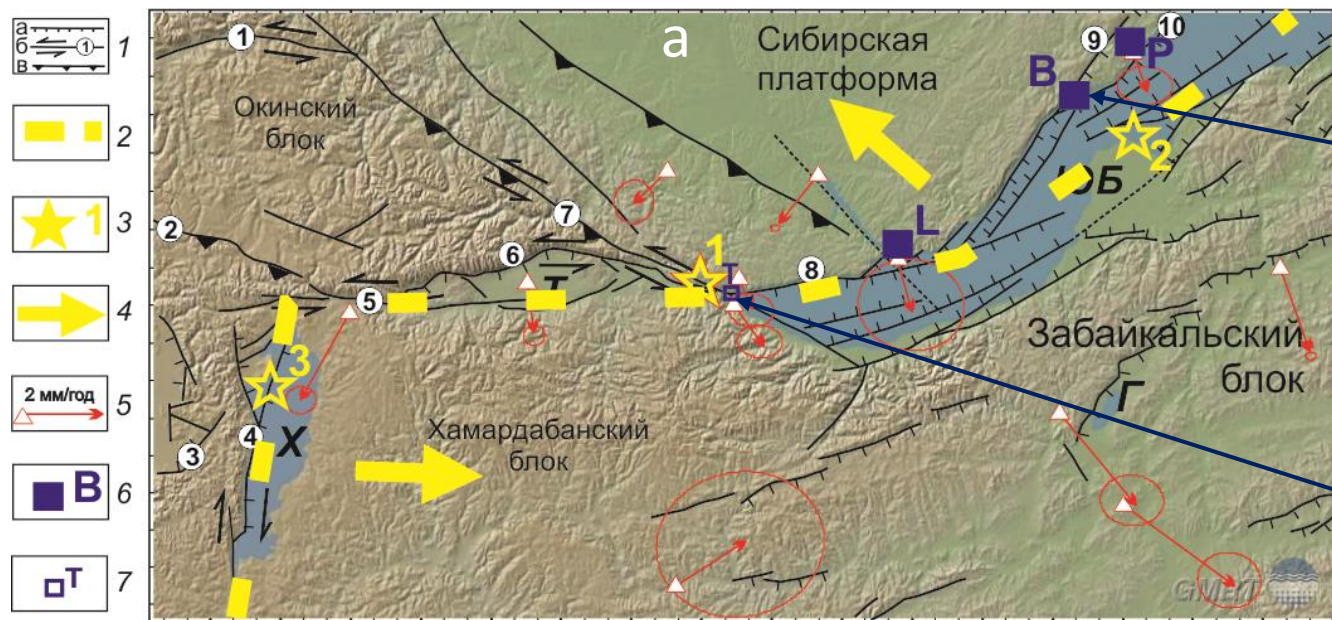 а
б
1
в
1
2
1
3
4
2 мм/год
5
B
6
T
7
a
Сибирская
платформа
Окинский
блок
1
2
3
4
5
6
7
8
9
10
P
B
L
1
T
2
3
ЮБ
Т
Х
Г
Забайкальский
блок
Хамардабанский
блок
GMRT